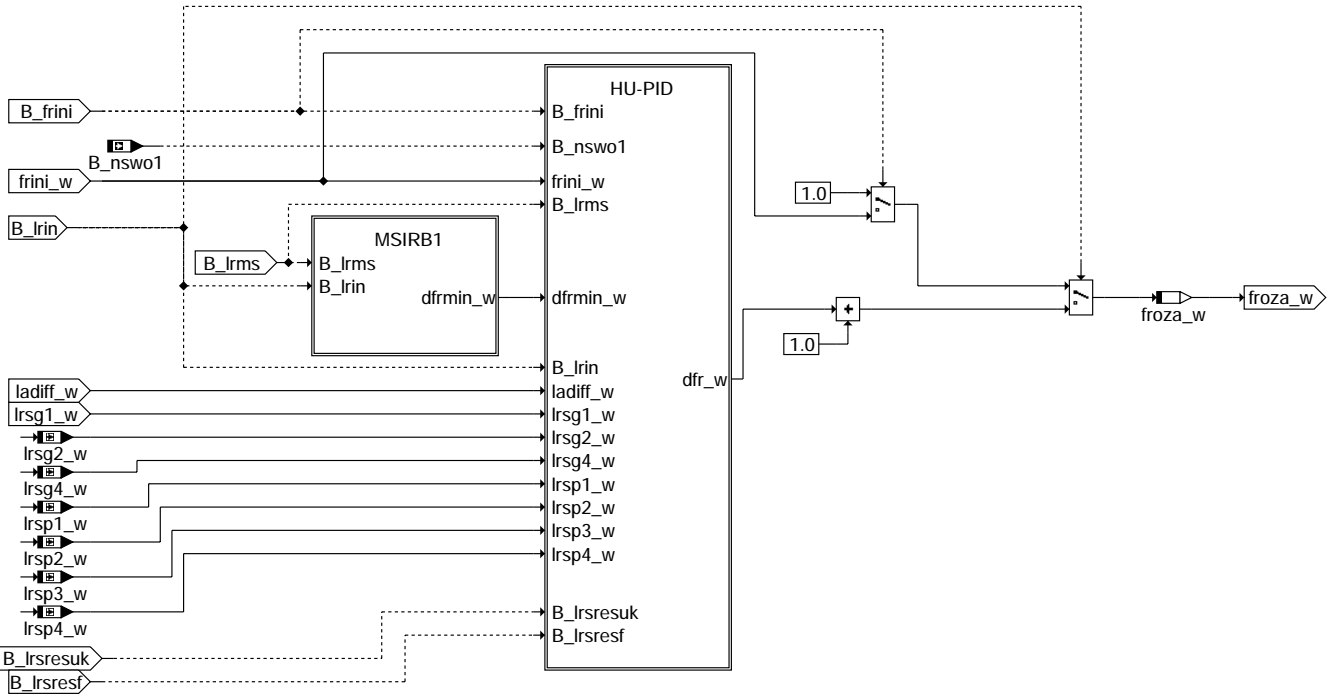 HU-PID
B_frini
B_frini
B_nswo1
B_nswo1
frini_w
frini_w
1.0
B_lrms
B_lrin
MSIRB1
B_lrms
B_lrms
B_lrin
dfrmin_w
dfrmin_w
froza_w
froza_w
1.0
B_lrin
dfr_w
ladiff_w
ladiff_w
lrsg1_w
lrsg1_w
lrsg2_w
lrsg2_w
lrsg4_w
lrsg4_w
lrsp1_w
lrsp1_w
lrsp2_w
lrsp2_w
lrsp3_w
lrsp3_w
lrsp4_w
lrsp4_w
B_lrsresuk
B_lrsresf
B_lrsresuk
B_lrsresf